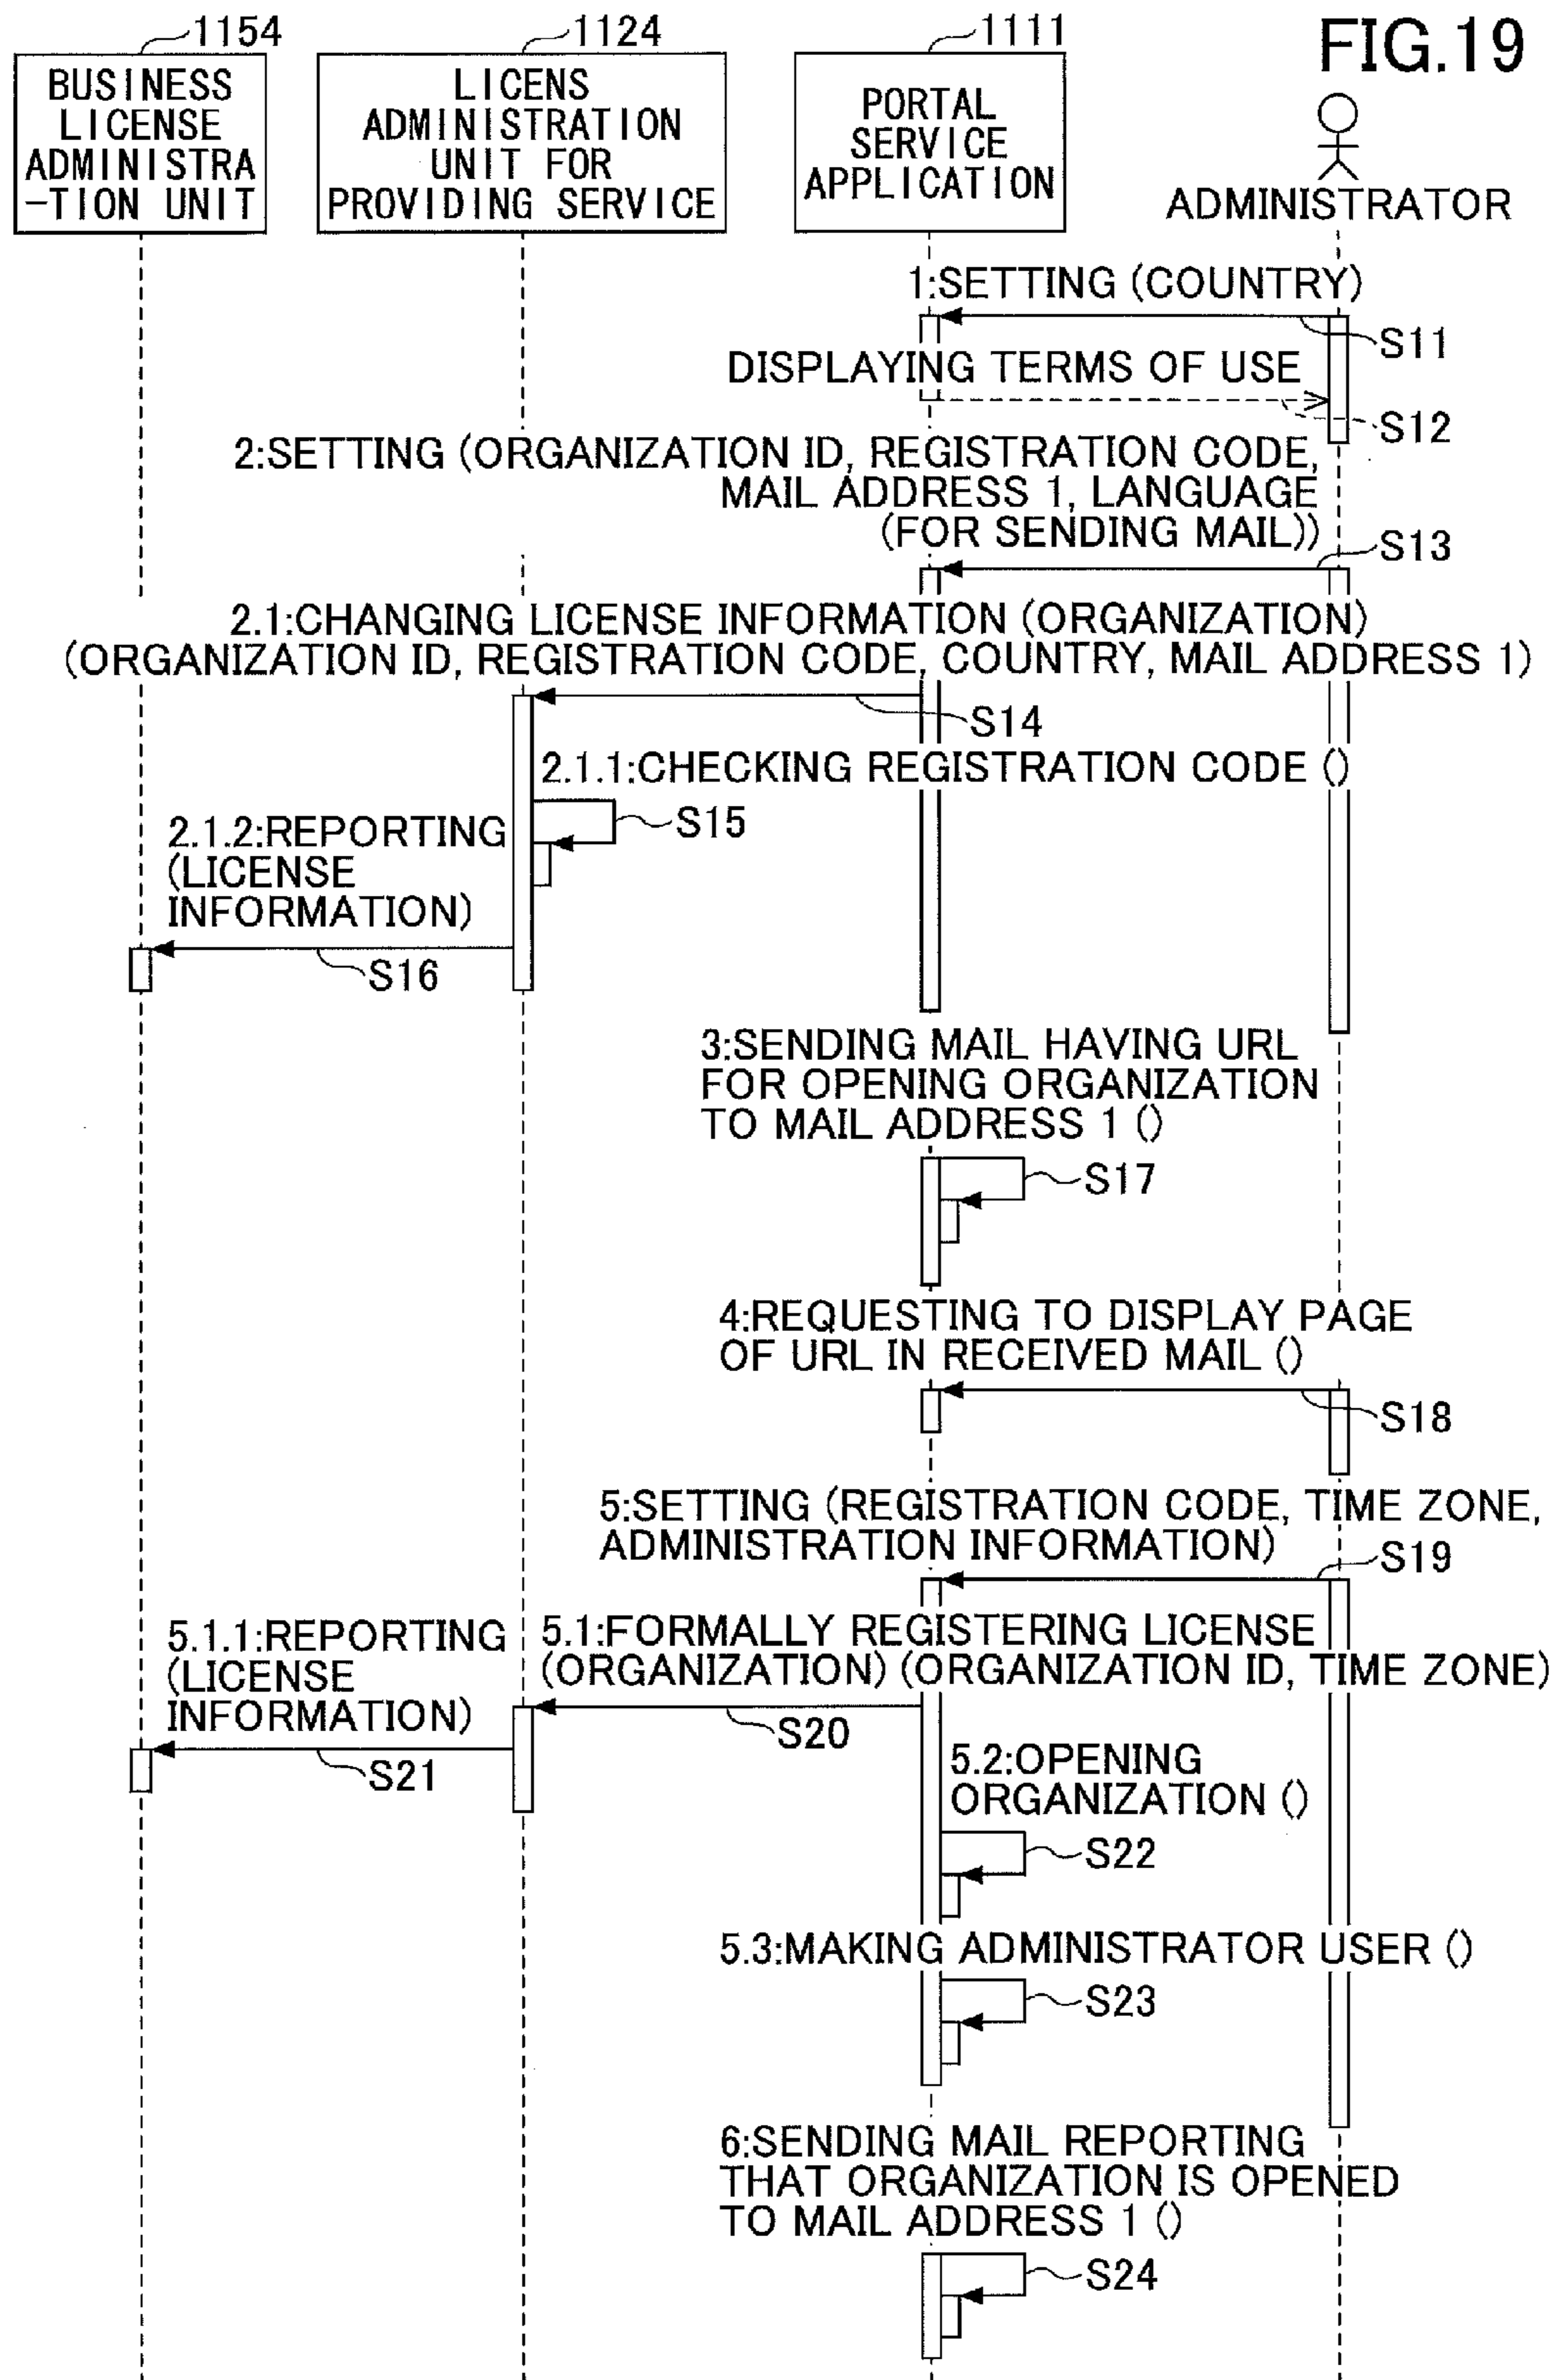 FIG.19
1154
BUSINESS
LICENSE
ADMINISTRA
-TION UNIT
1124
LICENS
ADMINISTRATION
UNIT FOR
PROVIDING SERVICE
1111
PORTAL
SERVICE
APPLICATION
ADMINISTRATOR
1:SETTING (COUNTRY)
S11
DISPLAYING TERMS OF USE
S12
2:SETTING (ORGANIZATION ID, REGISTRATION CODE,
MAIL ADDRESS 1, LANGUAGE
(FOR SENDING MAIL))
S13
2.1:CHANGING LICENSE INFORMATION (ORGANIZATION)
(ORGANIZATION ID, REGISTRATION CODE, COUNTRY, MAIL ADDRESS 1)
S14
2.1.1:CHECKING REGISTRATION CODE ()
S15
2.1.2:REPORTING
(LICENSE
INFORMATION)
S16
3:SENDING MAIL HAVING URL
FOR OPENING ORGANIZATION
TO MAIL ADDRESS 1 ()
S17
4:REQUESTING TO DISPLAY PAGE
OF URL IN RECEIVED MAIL ()
S18
5:SETTING (REGISTRATION CODE, TIME ZONE,
ADMINISTRATION INFORMATION)
S19
5.1:FORMALLY REGISTERING LICENSE
(ORGANIZATION) (ORGANIZATION ID, TIME ZONE)
S20
5.1.1:REPORTING
(LICENSE
INFORMATION)
S21
5.2:OPENING
ORGANIZATION ()
S22
5.3:MAKING ADMINISTRATOR USER ()
S23
6:SENDING MAIL REPORTING
THAT ORGANIZATION IS OPENED
TO MAIL ADDRESS 1 ()
S24